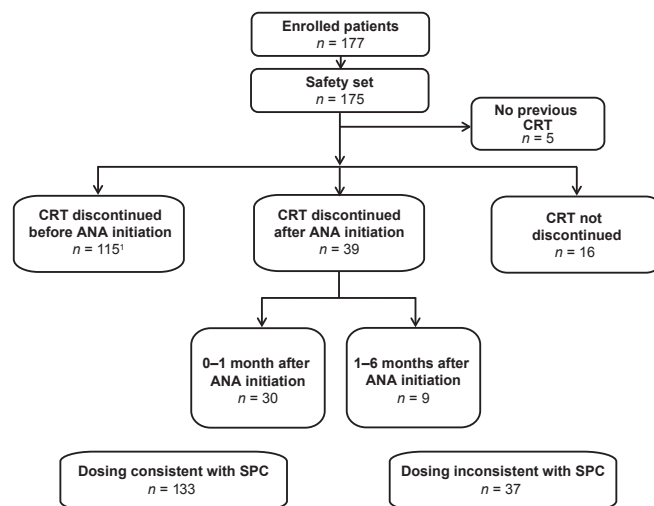 Enrolled patients
n = 177
Safety set
n = 175
No previous
CRT
n = 5
CRT discontinued
before ANA initiation
n = 115¹
CRT discontinued
after ANA initiation
n = 39
CRT not
discontinued
n = 16
0–1 month after
ANA initiation
n = 30
1–6 months after
ANA initiation
n = 9
Dosing consistent with SPC
n = 133
Dosing inconsistent with SPC
n = 37